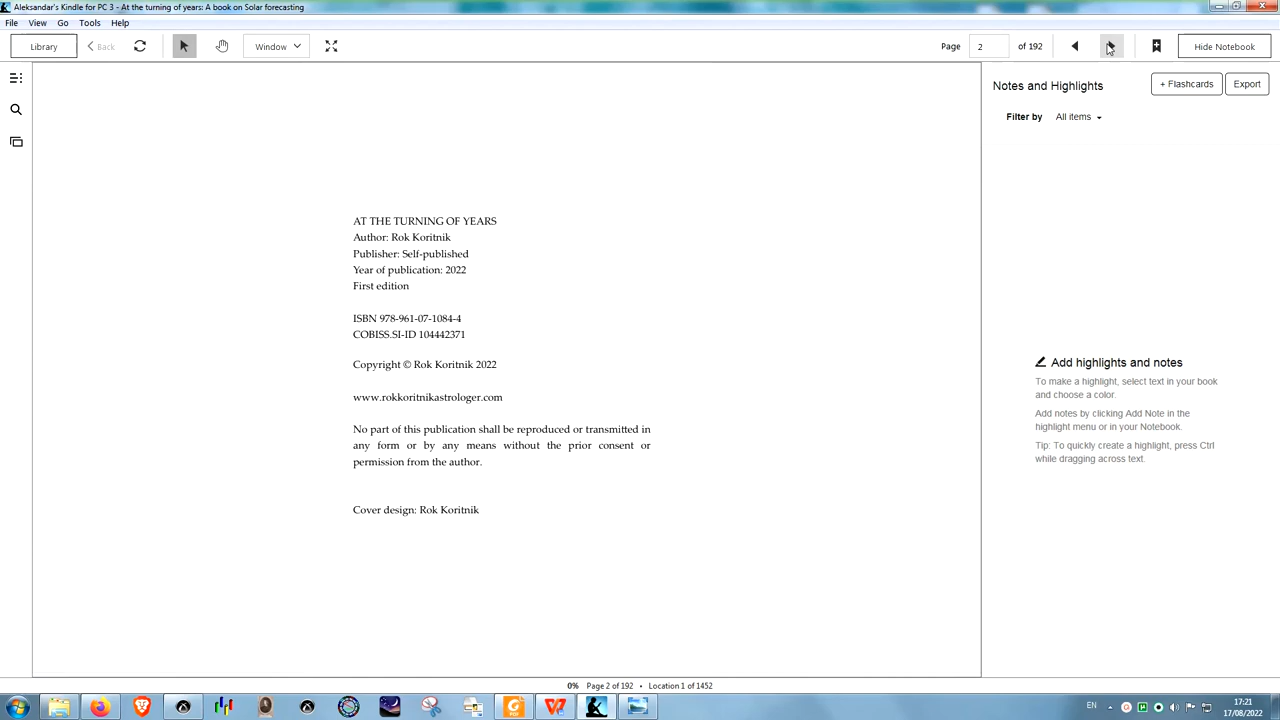 Aleksandar's Kindle for PC 3 - At the turning of years: A book on Solar forecasting
File View Go Tools Help
Library Back Window Page 2 of 192 Hide Notebook
Notes and Highlights + Flashcards Export
Filter by All items
AT THE TURNING OF YEARS
Author: Rok Koritnik
Publisher: Self-published
Year of publication: 2022
First edition
ISBN 978-961-07-1084-4
COBISS.SI-ID 104442371
Copyright © Rok Koritnik 2022
www.rokkoritnikastrologer.com
No part of this publication shall be reproduced or transmitted in
any form or by any means without the prior consent or
permission from the author.
Cover design: Rok Koritnik
Add highlights and notes
To make a highlight, select text in your book
and choose a color.
Add notes by clicking Add Note in the
highlight menu or in your Notebook.
Tip: To quickly create a highlight, press Ctrl
while dragging across text.
0% Page 2 of 192 • Location 1 of 1452
EN 17:21
17/08/2022